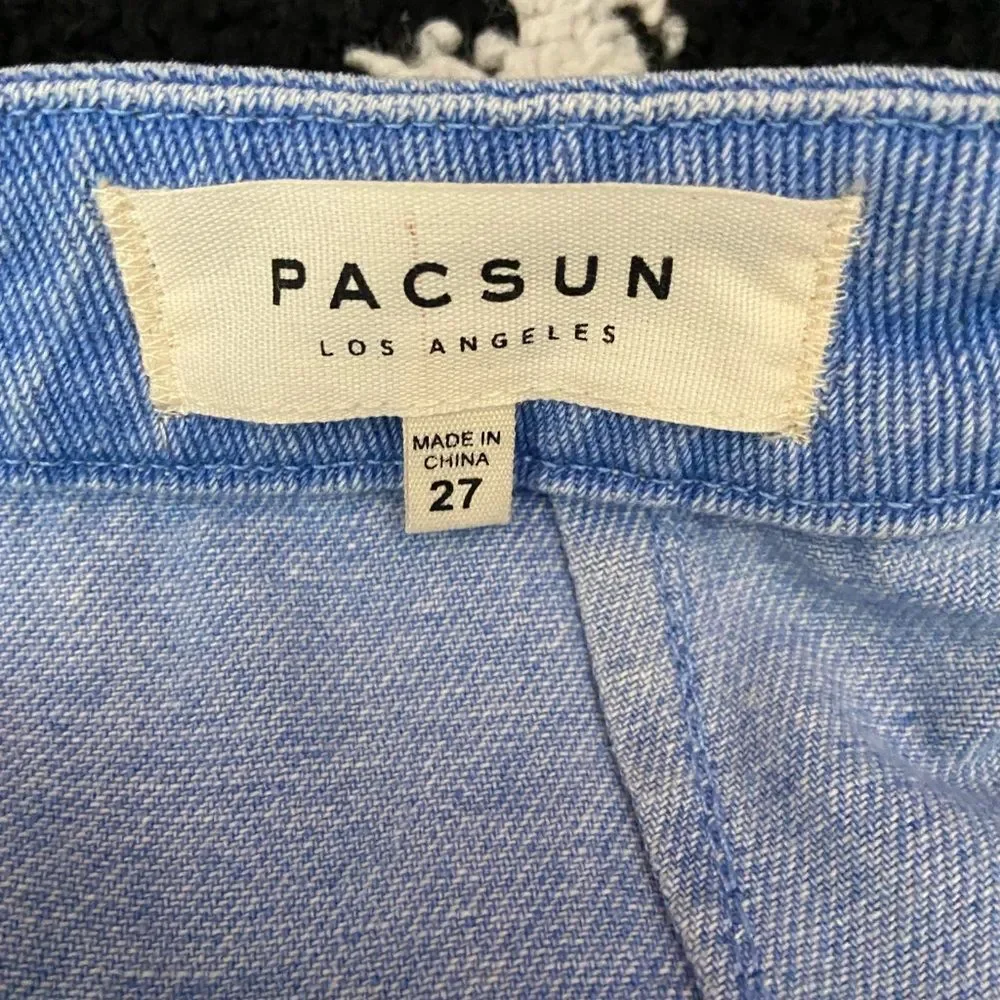 PACSUN
LOS ANGELES
MADE IN
CHINA
27